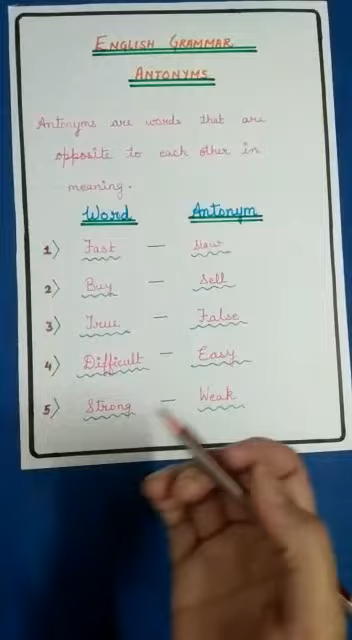 ENGLISH GRAMMAR
ANTONYMS
Antonyms are words that are
opposite to each other in
meaning.
Word Antonym
1) Fast — Slow
2) Buy — Sell
3) True — False
4) Difficult — Easy
5) Strong — Weak